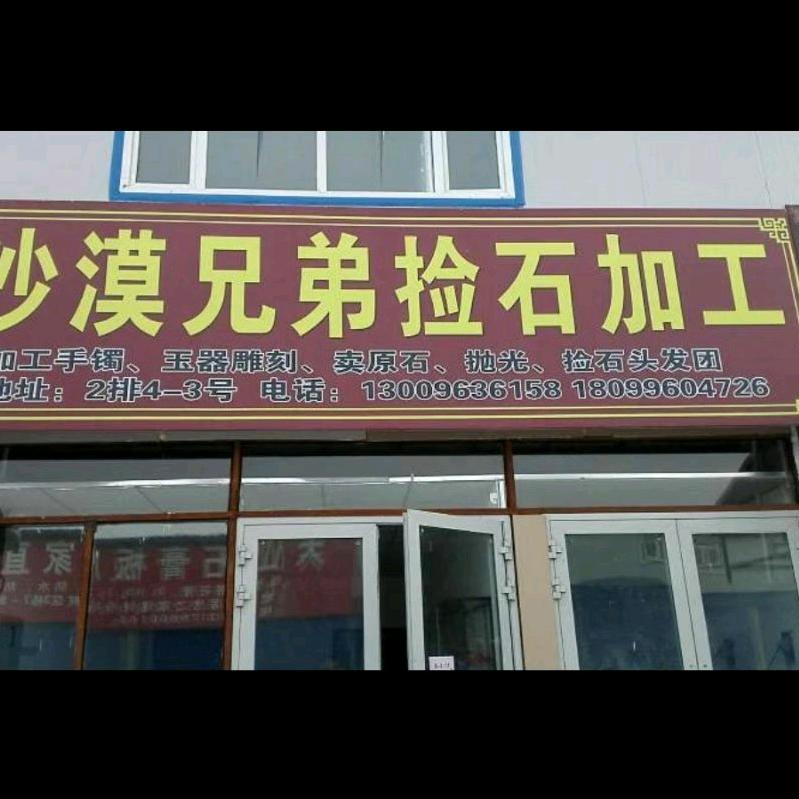 沙漠兄弟捡石加工
加工手镯、玉器雕刻、卖原石、抛光、捡石头发团
地址：2排4-3号 电话：13009636158 18099604726